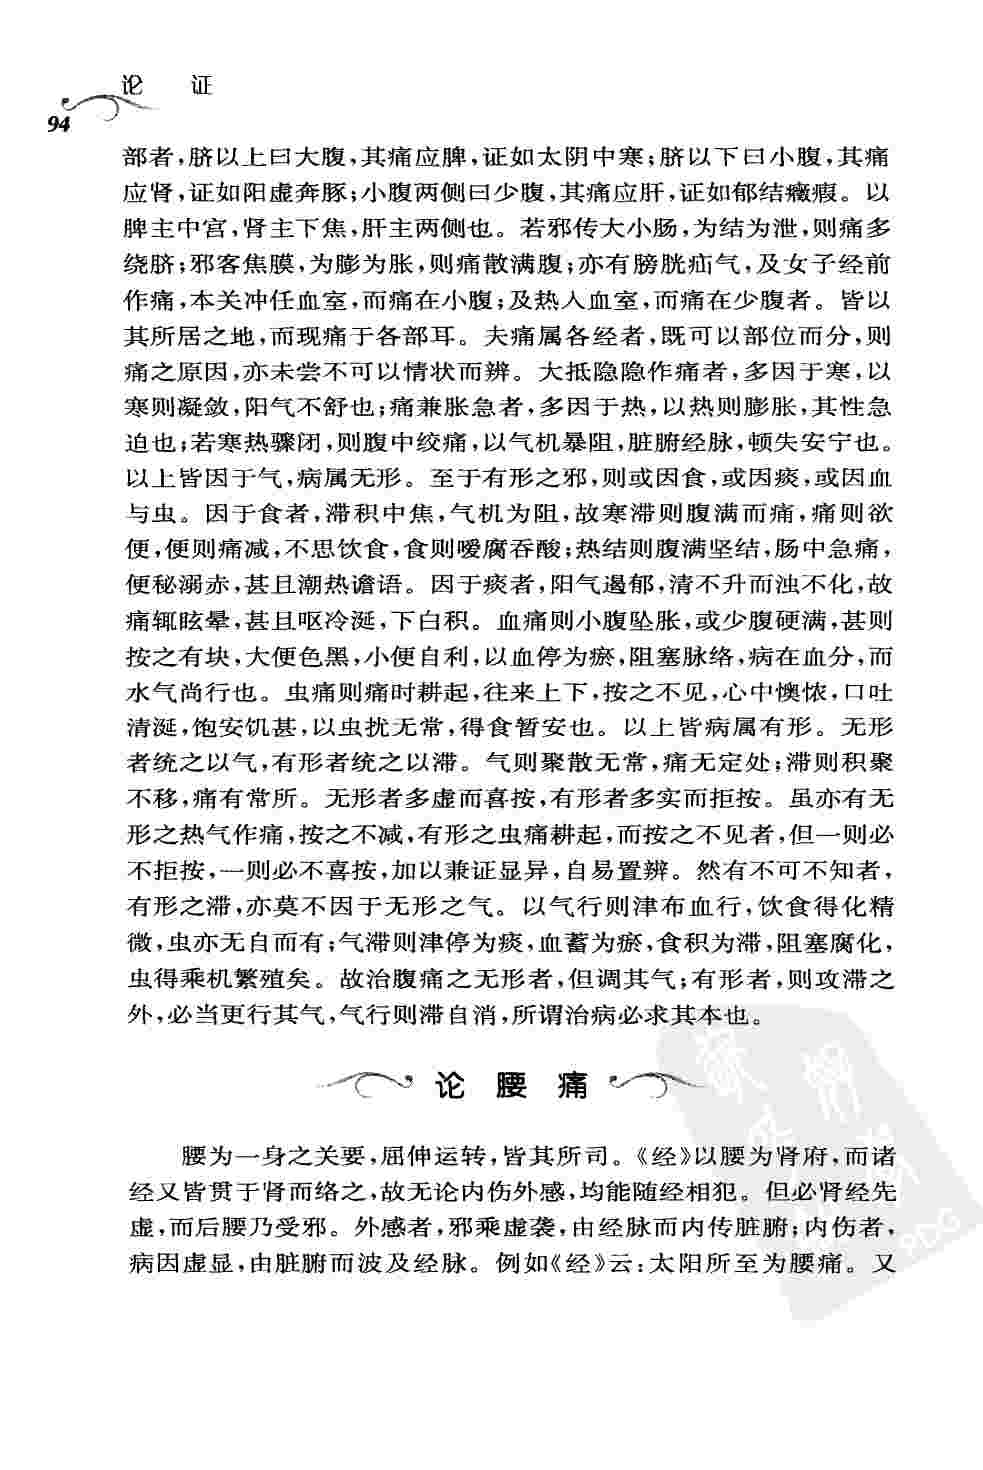 论 证
94
部者，脐以上曰大腹，其痛应脾，证如太阴中寒；脐以下曰小腹，其痛
应肾，证如阳虚奔豚；小腹两侧曰少腹，其痛应肝，证如郁结癥瘕。以
脾主中宫，肾主下焦，肝主两侧也。若邪传大小肠，为结为泄，则痛多
绕脐；邪客焦膜，为膨为胀，则痛散满腹；亦有膀胱疝气，及女子经前
作痛，本关冲任血室，而痛在小腹；及热入血室，而痛在少腹者。皆以
其所居之地，而现痛于各部耳。夫痛属各经者，既可以部位而分，则
痛之原因，亦未尝不可以情状而辨。大抵隐隐作痛者，多因于寒，以
寒则凝敛，阳气不舒也；痛兼胀急者，多因于热，以热则膨胀，其性急
迫也；若寒热骤闭，则腹中绞痛，以气机暴阻，脏腑经脉，顿失安宁也。
以上皆因于气，病属无形。至于有形之邪，则或因食，或因痰，或因血
与虫。因于食者，滞积中焦，气机为阻，故寒滞则腹满而痛，痛则欲
便，便则痛减，不思饮食，食则嗳腐吞酸；热结则腹满坚结，肠中急痛，
便秘溺赤，甚且潮热谵语。因于痰者，阳气遏郁，清不升而浊不化，故
痛辄眩晕，甚且呕冷涎，下白积。血痛则小腹坠胀，或少腹硬满，甚则
按之有块，大便色黑，小便自利，以血停为瘀，阻塞脉络，病在血分，而
水气尚行也。虫痛则痛时耕起，往来上下，按之不见，心中懊侬，口吐
清涎，饱安饥甚，以虫扰无常，得食暂安也。以上皆病属有形。无形
者统之以气，有形者统之以滞。气则聚散无常，痛无定处；滞则积聚
不移，痛有常所。无形者多虚而喜按，有形者多实而拒按。虽亦有无
形之热气作痛，按之不减，有形之虫痛耕起，而按之不见者，但一则必
不拒按，一则必不喜按，加以兼证显异，自易置辨。然有不可不知者，
有形之滞，亦莫不因于无形之气。以气行则津布血行，饮食得化精
微，虫亦无自而有；气滞则津停为痰，血蓄为瘀，食积为滞，阻塞腐化，
虫得乘机繁殖矣。故治腹痛之无形者，但调其气；有形者，则攻滞之
外，必当更行其气，气行则滞自消，所谓治病必求其本也。
论 腰 痛
腰为一身之关要，屈伸运转，皆其所司。《经》以腰为肾府，而诸
经又皆贯于肾而络之，故无论内伤外感，均能随经相犯。但必肾经先
虚，而后腰乃受邪。外感者，邪乘虚袭，由经脉而内传脏腑；内伤者，
病因虚显，由脏腑而波及经脉。例如《经》云：太阳所至为腰痛。又
PDG